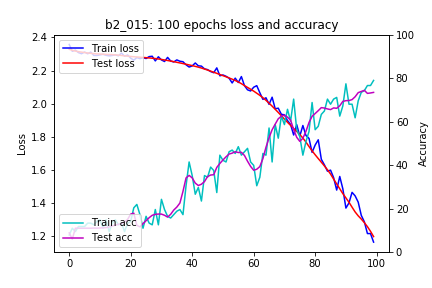 b2_015: 100 epochs loss and accuracy
Train loss
Test loss
Train acc
Test acc
Loss
2.4
2.2
2.0
1.8
1.6
1.4
1.2
Accuracy
100
80
60
40
20
0
0
20
40
60
80
100